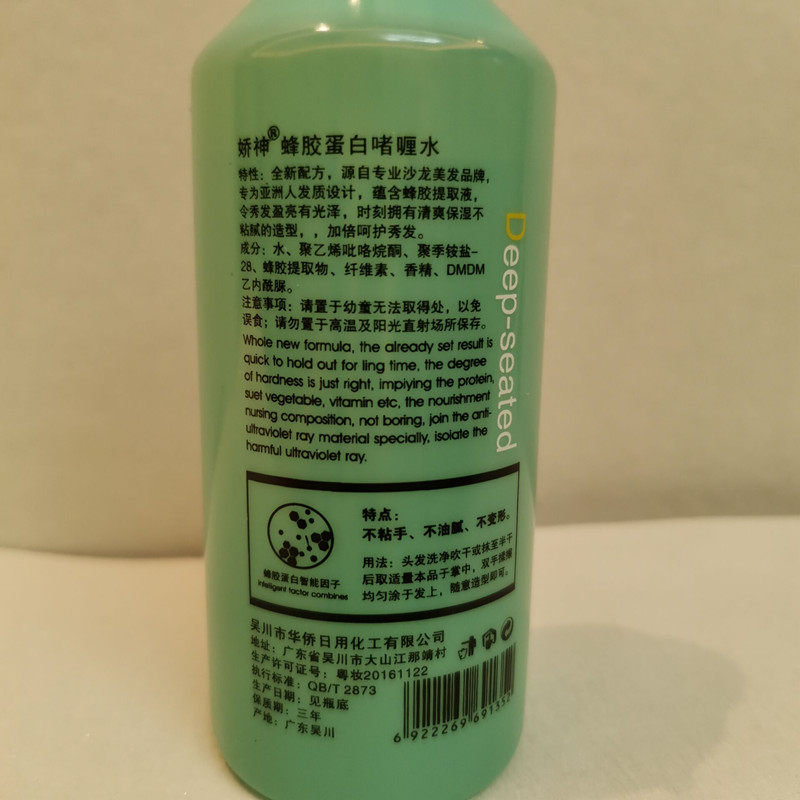 娇神® 蜂胶蛋白啫喱水
特性：全新配方，源自专业沙龙美发品牌，
专为亚洲人发质设计，蕴含蜂胶提取液，
令秀发盈亮有光泽，时刻拥有清爽保湿不
粘腻的造型，，加倍呵护秀发。
成分：水、聚乙烯吡咯烷酮、聚季铵盐-
28、蜂胶提取物、纤维素、香精、DMDM
乙内酰脲。
注意事项：请置于幼童无法取得处，以免
误食；请勿置于高温及阳光直射场所保存。
Whole new formula, the already set result is
quick to hold out for ling time, the degree
of hardness is just right, impiying the protein,
suet vegetable, vitamin etc, the nourishment
nursing composition, not boring, join the anti-
ultraviolet ray material specially, isolate the
harmful ultraviolet ray.
Deep-seated
特点：
不粘手、不油腻、不变形。
用法：头发洗净吹干或抹至半干
后取适量本品于掌中，双手揉擦
均匀涂于发上，随意造型即可。
蜂胶蛋白智能因子
Intelligent factor combines
吴川市华侨日用化工有限公司
地址：广东省吴川市大山江那靖村
生产许可证号：粤妆20161122
执行标准：QB/T 2873
生产日期：见瓶底
保质期：三年
产地：广东吴川
6 922269 691352